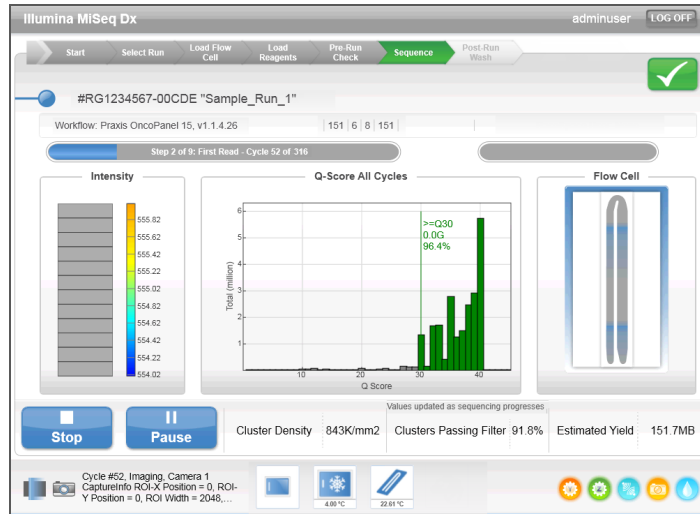 Illumina MiSeq Dx
adminuser
LOG OFF
Start
Select Run
Load Flow
Cell
Load
Reagents
Pre-Run
Check
Sequence
Post-Run
Wash
#RG1234567-00CDE "Sample_Run_1"
Workflow: Praxis OncoPanel 15, v1.1.4.26
151 | 6 | 8 | 151
Step 2 of 9: First Read - Cycle 52 of 316
Intensity
555.82
555.62
555.42
555.22
555.02
554.82
554.62
554.42
554.22
554.02
Q-Score All Cycles
Total (million)
6
5
4
3
2
1
>=Q30
0.0G
96.4%
10
20
30
40
Q Score
Flow Cell
Values updated as sequencing progresses
Stop
Pause
Cluster Density
843K/mm2
Clusters Passing Filter
91.8%
Estimated Yield
151.7MB
Cycle #52, Imaging, Camera 1
CaptureInfo ROI-X Position = 0, ROI-
Y Position = 0, ROI Width = 2048,...
4.00 °C
22.61 °C